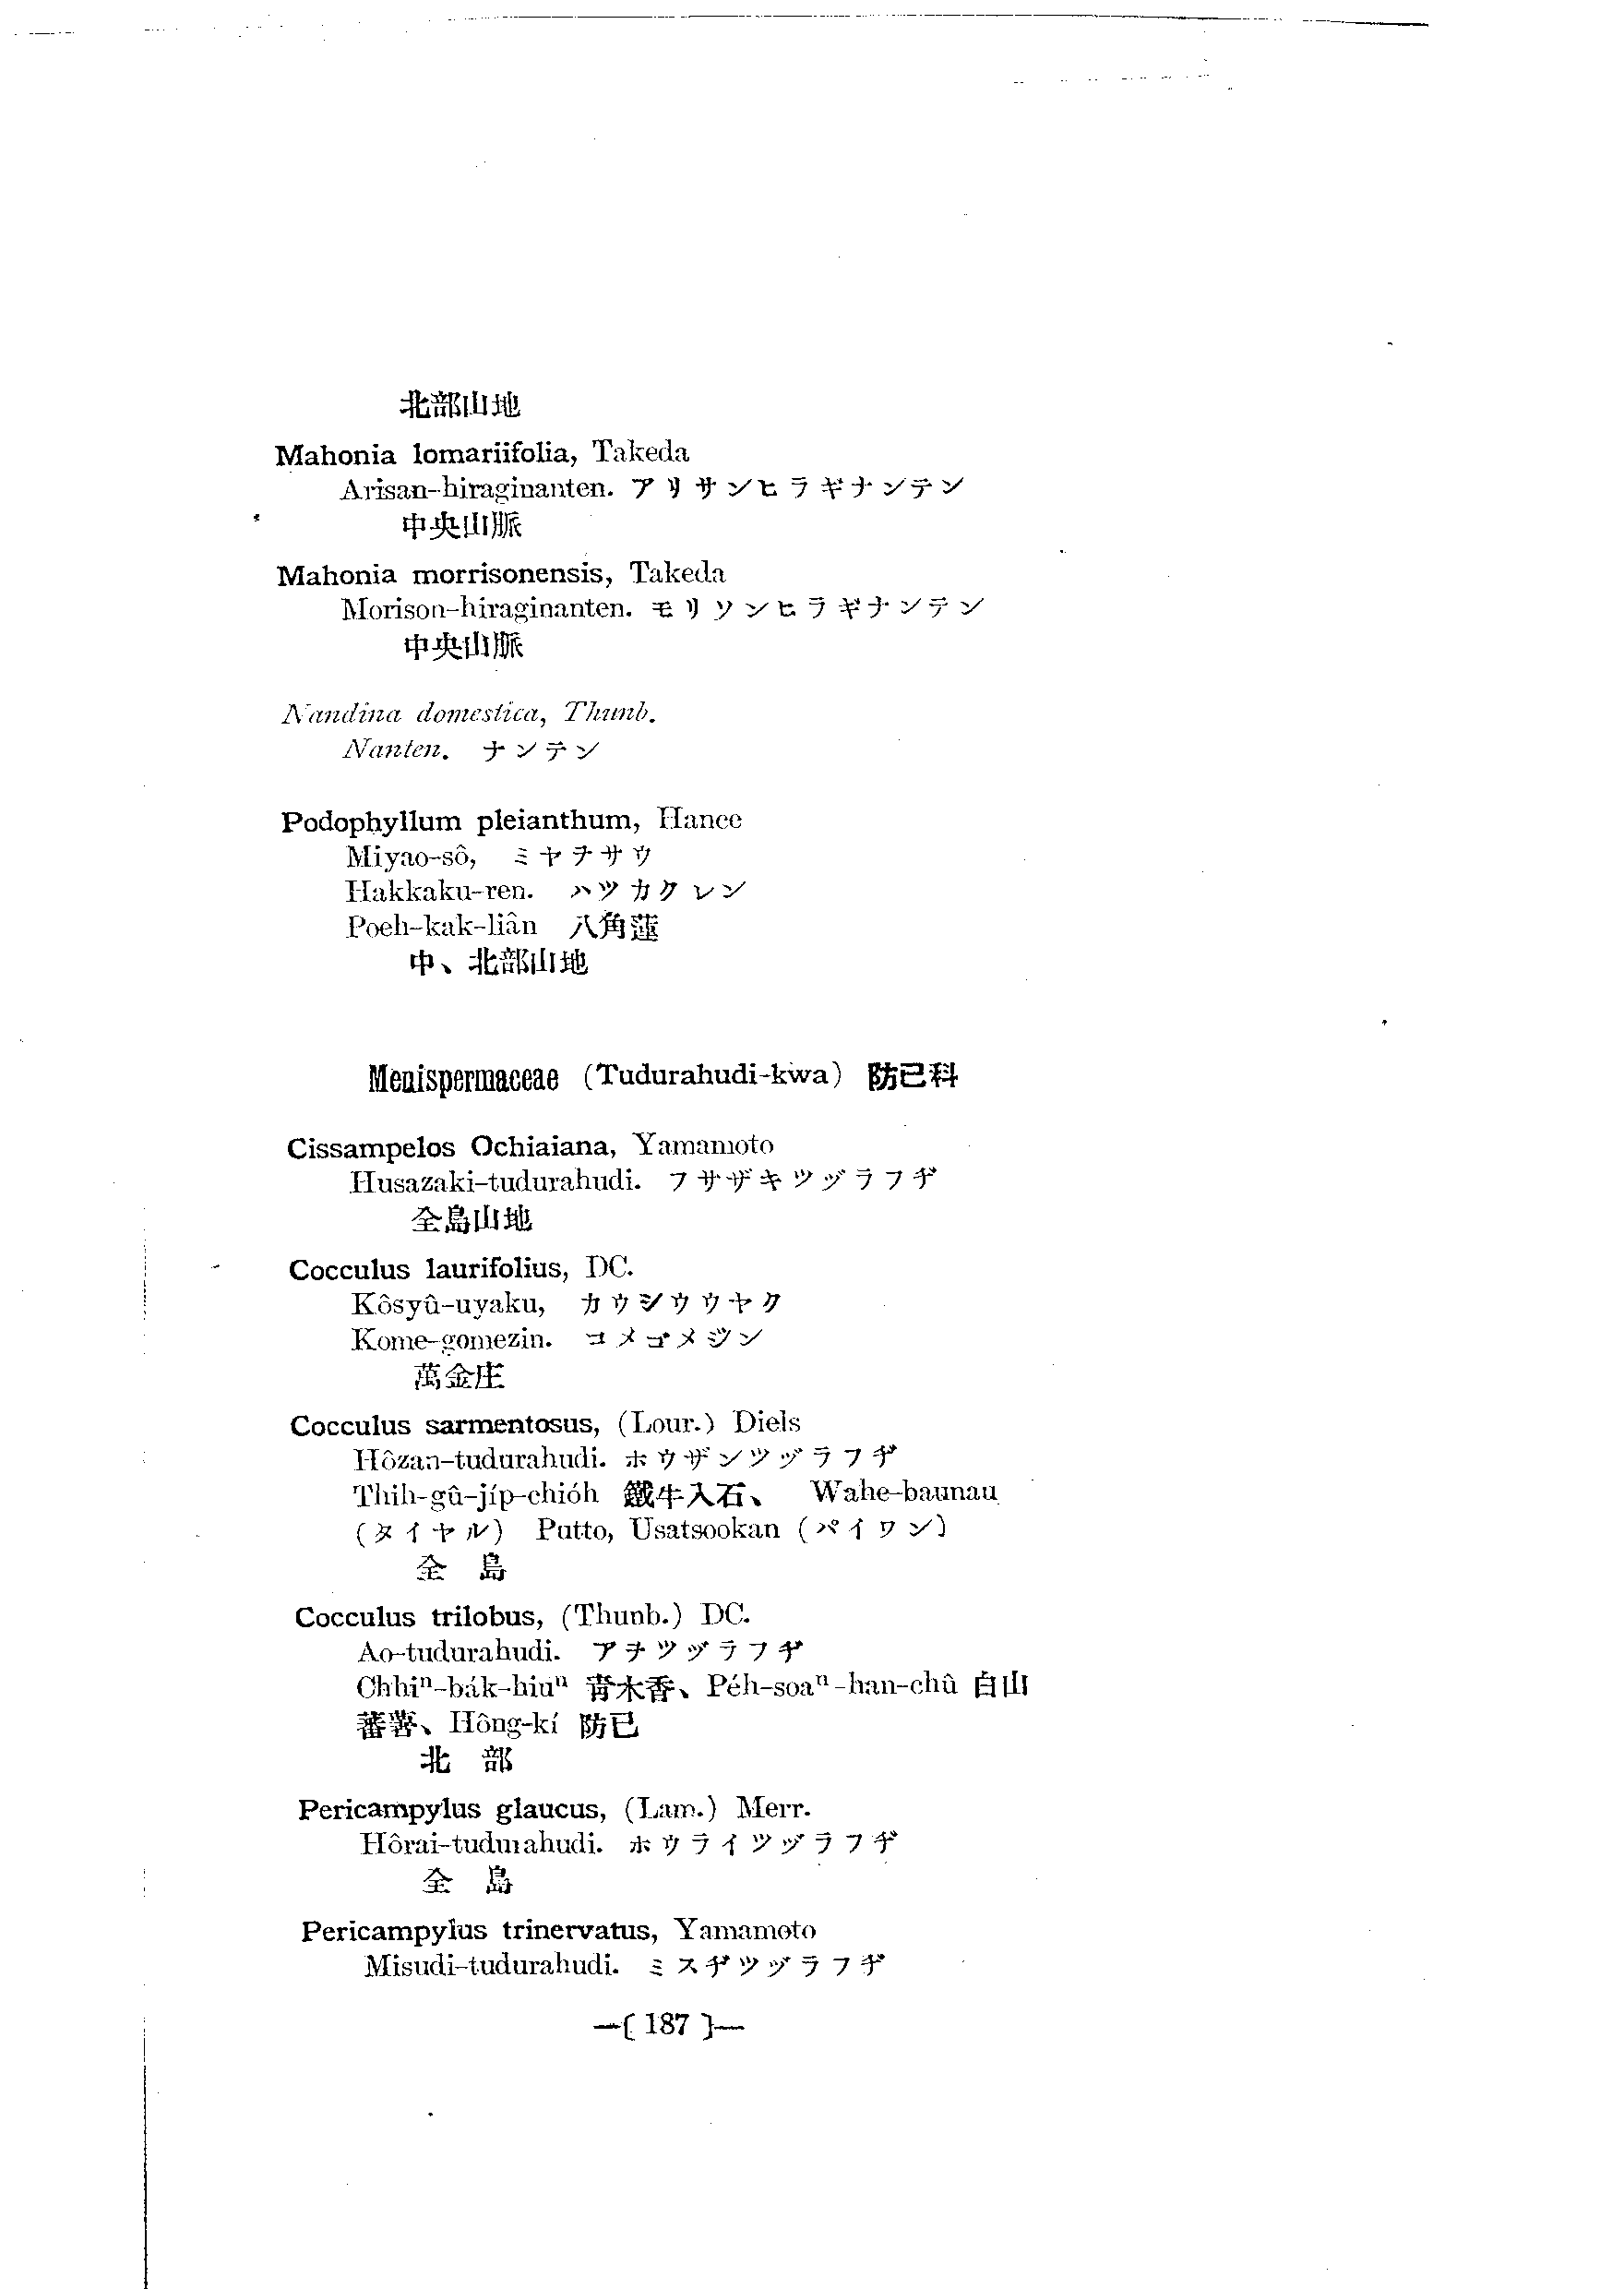 北部山地
Mahonia lomariifolia, Takeda
Arisan-hiraginanten. アリサンヒラギナンテン
中央山脈
Mahonia morrisonensis, Takeda
Morison-hiraginanten. モリソンヒラギナンテン
中央山脈
Nandina domestica, Thunb.
Nanten. ナンテン
Podophyllum pleianthum, Hance
Miyao-sô, ミヤヲサウ
Hakkaku-ren. ハツカクレン
Poeh-kak-liân 八角蓮
中、北部山地
Menispermaceae (Tudurahudi-kwa) 防已科
Cissampelos Ochiaiana, Yamamoto
Husazaki-tudurahudi. フサザキツヅラフヂ
全島山地
Cocculus laurifolius, DC.
Kôsyû-uyaku, カウシウウヤク
Kome-gomezin. コメゴメジン
萬金庄
Cocculus sarmentosus, (Lour.) Diels
Hôzan-tudurahudi. ホウザンツヅラフヂ
Thih-gû-jíp-chióh 鐵牛入石、 Wahe-baunau
(タイヤル) Putto, Usatsookan (パイワン)
全 島
Cocculus trilobus, (Thunb.) DC.
Ao-tudurahudi. アヲツヅラフヂ
Chhiⁿ-bák-hiuⁿ 青木香、Péh-soaⁿ-han-chû 白山
蕃薯、Hông-kí 防已
北 部
Pericampylus glaucus, (Lam.) Merr.
Hôrai-tudurahudi. ホウライツヅラフヂ
全 島
Pericampylus trinervatus, Yamamoto
Misudi-tudurahudi. ミスヂツヅラフヂ
—( 187 )—